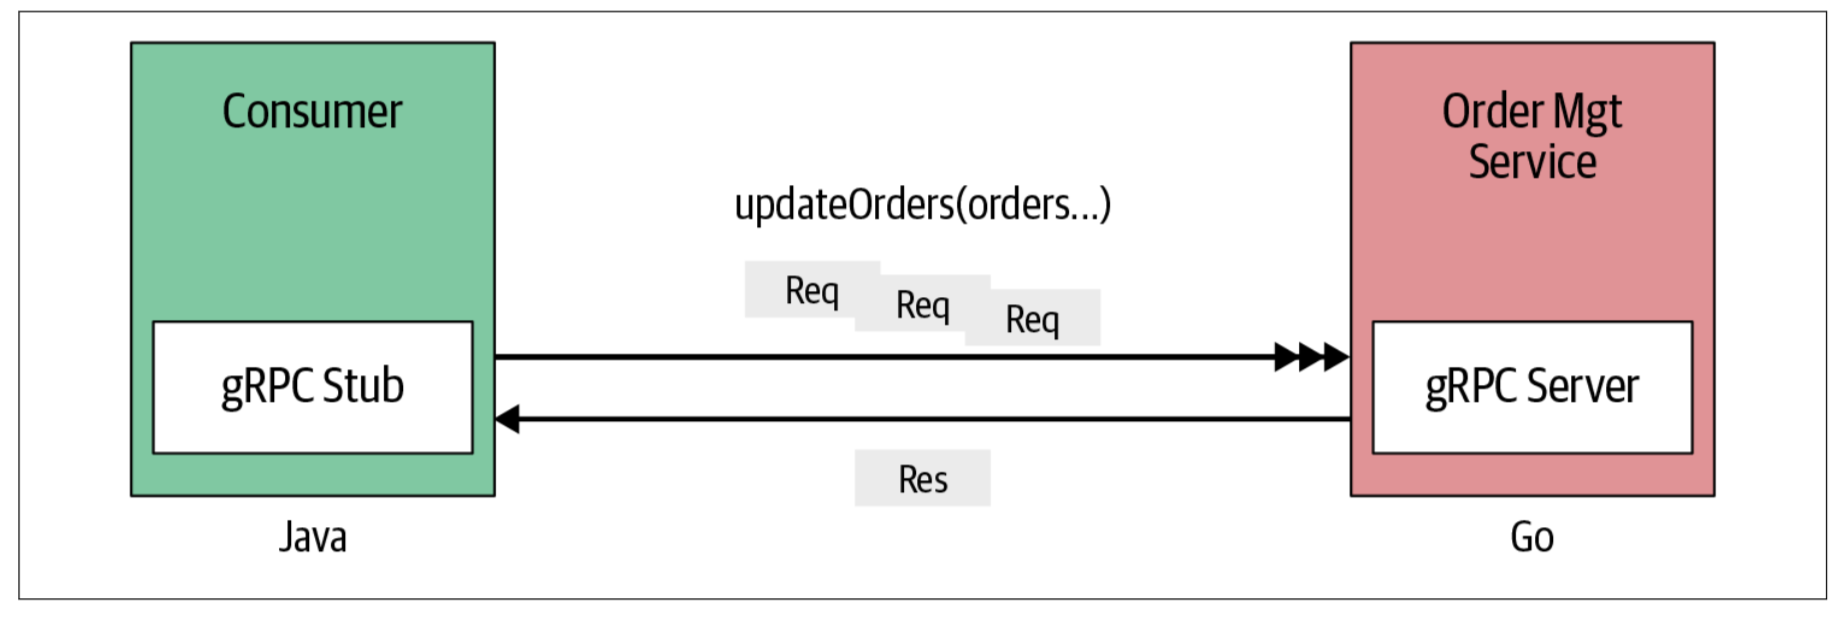 Consumer
Order Mgt
Service
updateOrders(orders...)
Req
Req
Req
gRPC Stub
gRPC Server
Res
Java
Go